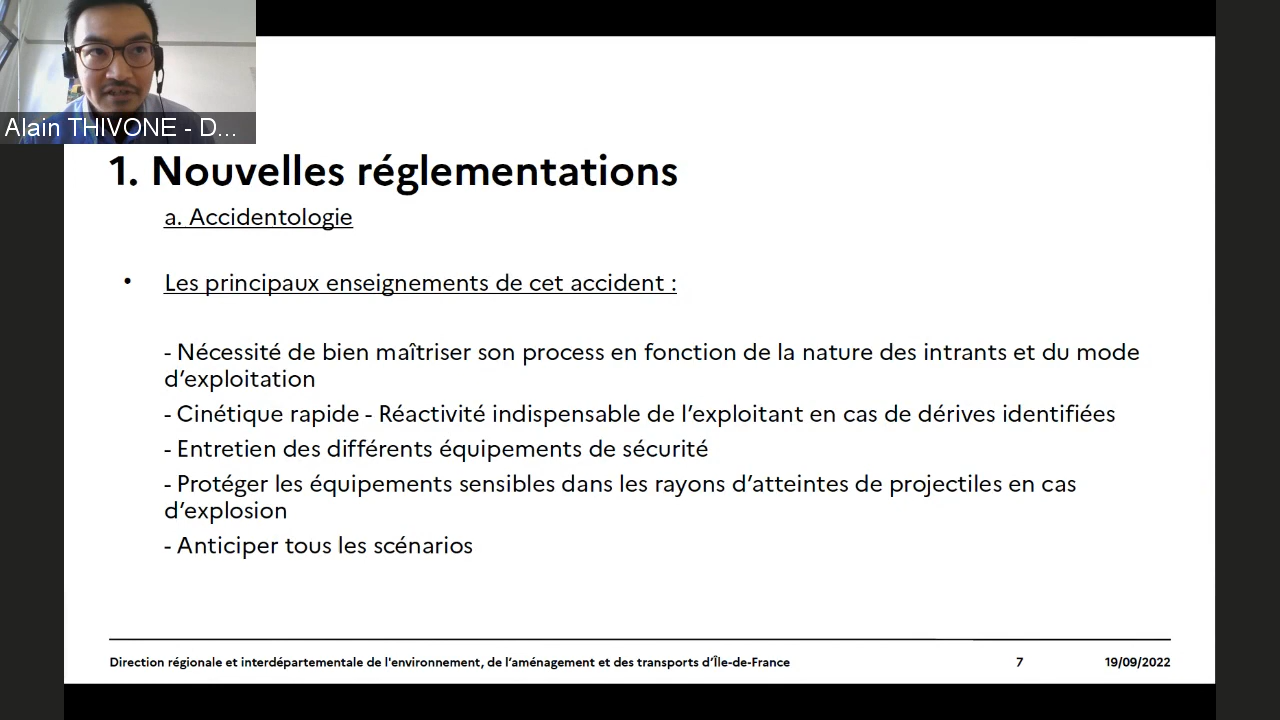 Alain THIVONE - D...
1. Nouvelles réglementations
a. Accidentologie
• Les principaux enseignements de cet accident :
- Nécessité de bien maîtriser son process en fonction de la nature des intrants et du mode
d’exploitation
- Cinétique rapide - Réactivité indispensable de l’exploitant en cas de dérives identifiées
- Entretien des différents équipements de sécurité
- Protéger les équipements sensibles dans les rayons d’atteintes de projectiles en cas
d’explosion
- Anticiper tous les scénarios
Direction régionale et interdépartementale de l'environnement, de l’aménagement et des transports d’Île-de-France 7 19/09/2022